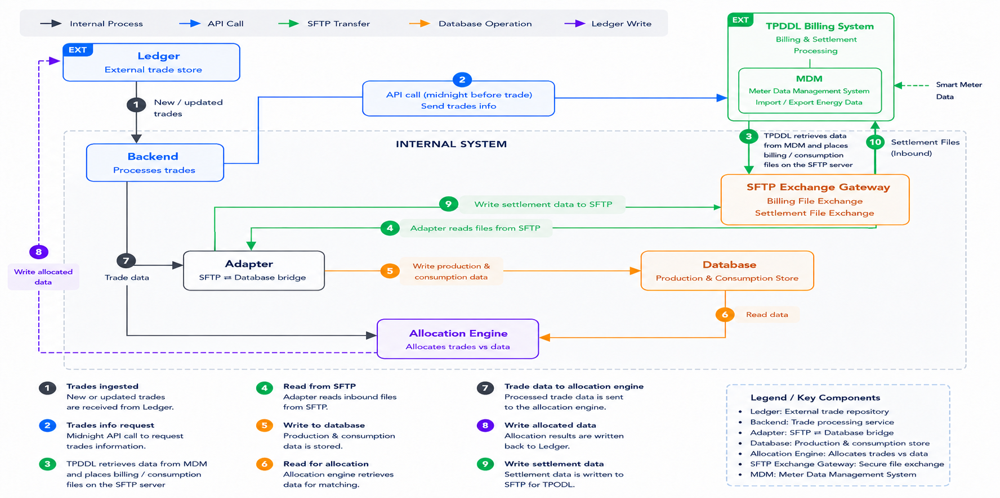 Internal Process
API Call
SFTP Transfer
Database Operation
Ledger Write
EXT
Ledger
External trade store
EXT
TPDDL Billing System
Billing & Settlement
Processing
MDM
Meter Data Management System
Import / Export Energy Data
Smart Meter
Data
2
API call (midnight before trade)
Send trades info
1
New / updated
trades
INTERNAL SYSTEM
3
TPDDL retrieves data
from MDM and places
billing / consumption
files on the SFTP server
10
Settlement Files
(Inbound)
Backend
Processes trades
SFTP Exchange Gateway
Billing File Exchange
Settlement File Exchange
9
Write settlement data to SFTP
4
Adapter reads files from SFTP
8
Write allocated
data
7
Trade data
Adapter
SFTP ⇄ Database bridge
5
Write production &
consumption data
Database
Production & Consumption Store
6
Read data
Allocation Engine
Allocates trades vs data
1
Trades ingested
New or updated trades
are received from Ledger.
2
Trades info request
Midnight API call to request
trades information.
3
TPDDL retrieves data from MDM
and places billing / consumption
files on the SFTP server
4
Read from SFTP
Adapter reads inbound files
from SFTP.
5
Write to database
Production & consumption
data is stored.
6
Read for allocation
Allocation engine retrieves
data for matching.
7
Trade data to allocation engine
Processed trade data is sent
to the allocation engine.
8
Write allocated data
Allocation results are written
back to Ledger.
9
Write settlement data
Settlement data is written to
SFTP for TPODL.
Legend / Key Components
• Ledger: External trade repository
• Backend: Trade processing service
• Adapter: SFTP ⇄ Database bridge
• Database: Production & consumption store
• Allocation Engine: Allocates trades vs data
• SFTP Exchange Gateway: Secure file exchange
• MDM: Meter Data Management System